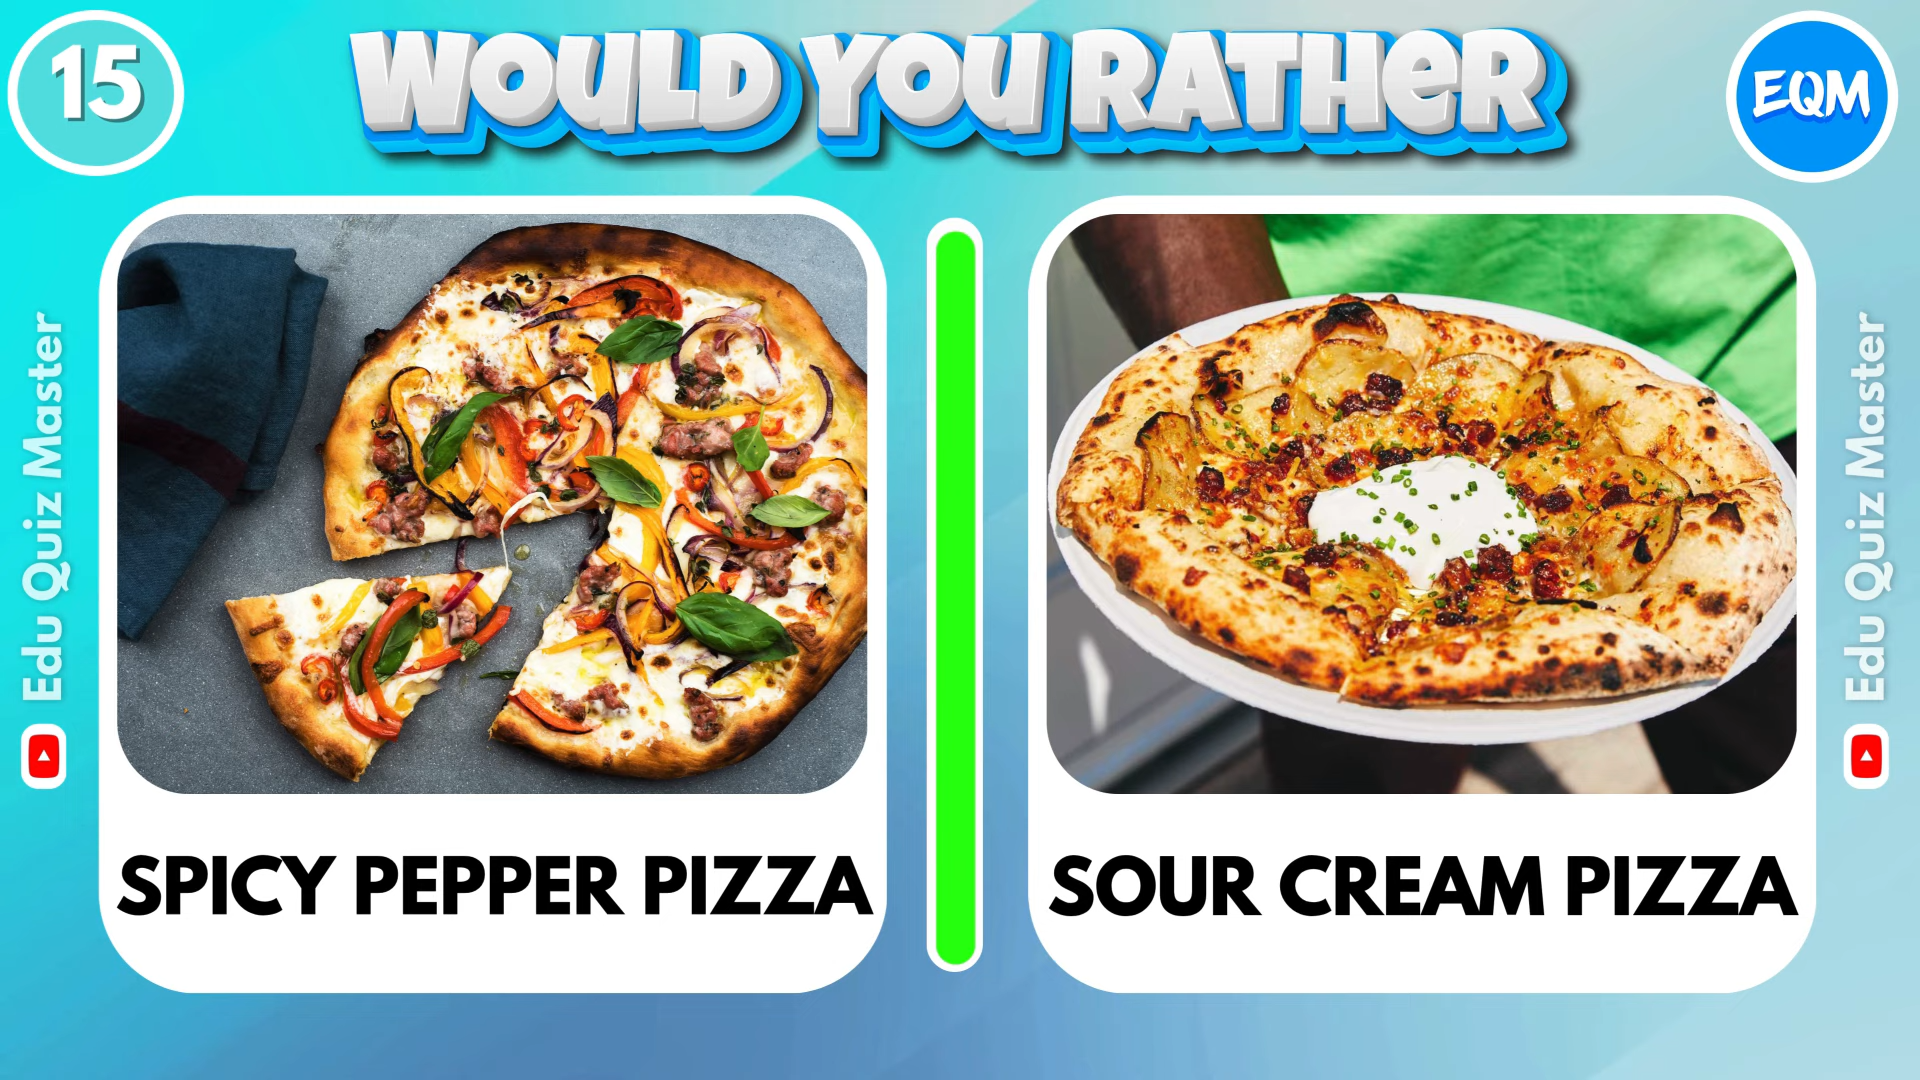 15
WOULD YOU RATHER
EQM
Edu Quiz Master
SPICY PEPPER PIZZA
SOUR CREAM PIZZA
Edu Quiz Master